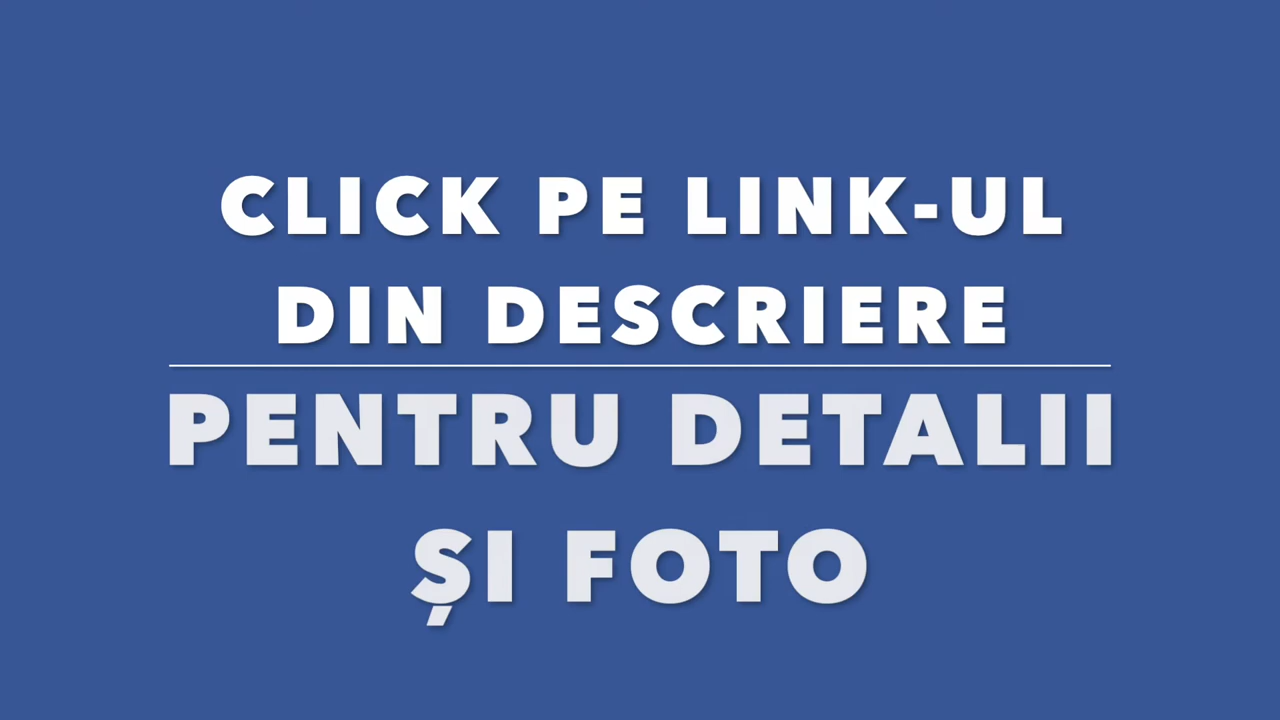 CLICK PE LINK-UL
DIN DESCRIERE
PENTRU DETALII
ȘI FOTO